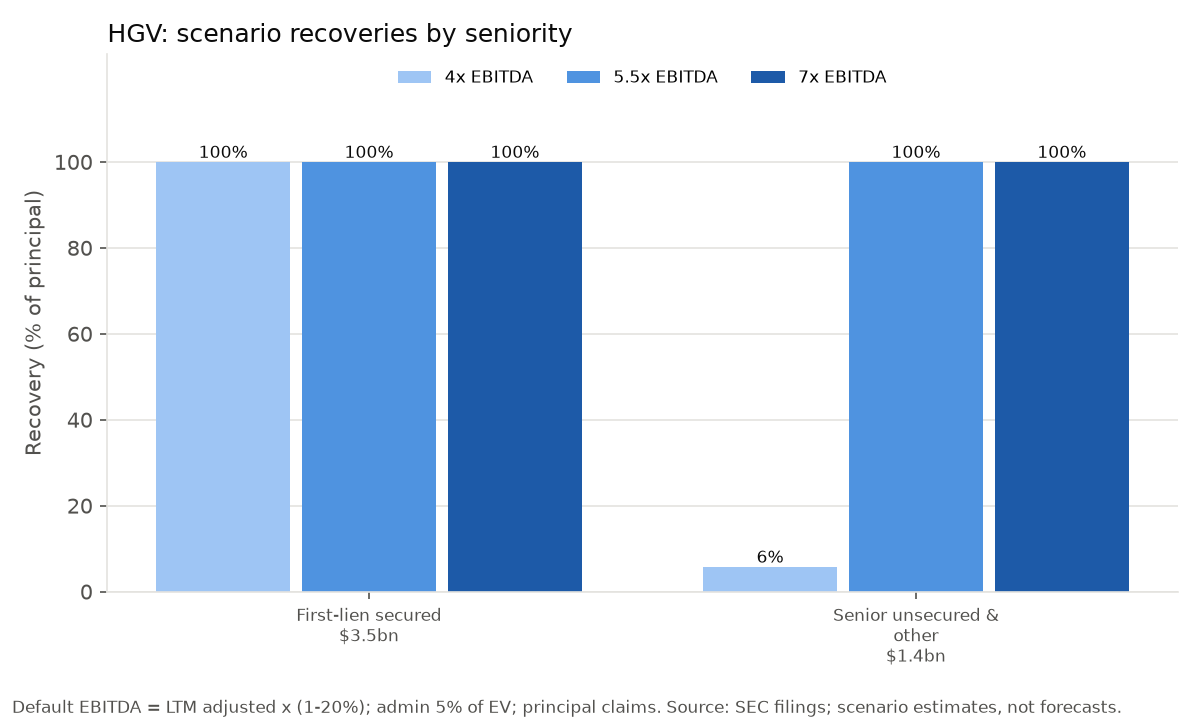 HGV: scenario recoveries by seniority
4x EBITDA 5.5x EBITDA 7x EBITDA
Recovery (% of principal)
100
80
60
40
20
0
100% 100% 100% 100% 100%
6%
First-lien secured
$3.5bn
Senior unsecured &
other
$1.4bn
Default EBITDA = LTM adjusted x (1-20%); admin 5% of EV; principal claims. Source: SEC filings; scenario estimates, not forecasts.